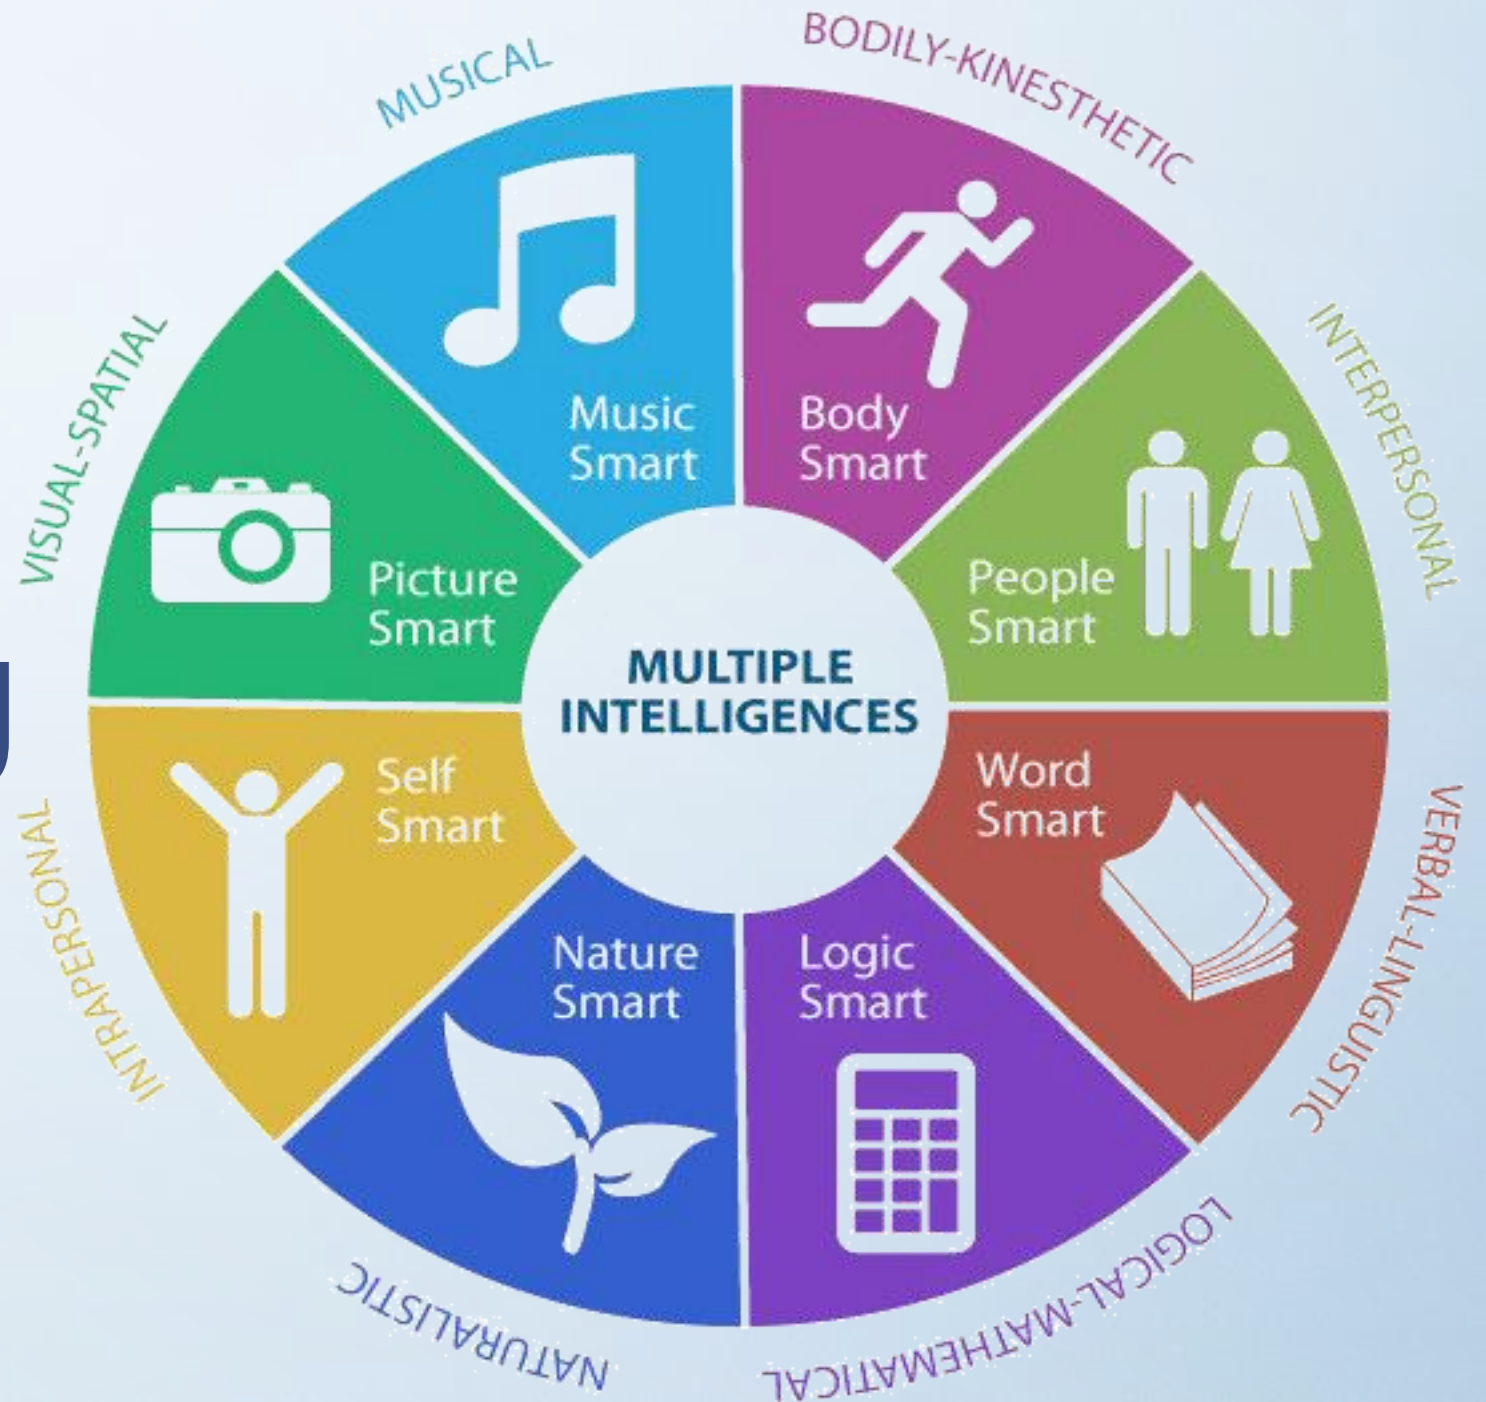 MUSICAL
BODILY-KINESTHETIC
INTERPERSONAL
VERBAL-LINGUISTIC
LOGICAL-MATHEMATICAL
NATURALISTIC
INTRAPERSONAL
VISUAL-SPATIAL
Music
Smart
Body
Smart
People
Smart
Word
Smart
Logic
Smart
Nature
Smart
Self
Smart
Picture
Smart
MULTIPLE
INTELLIGENCES